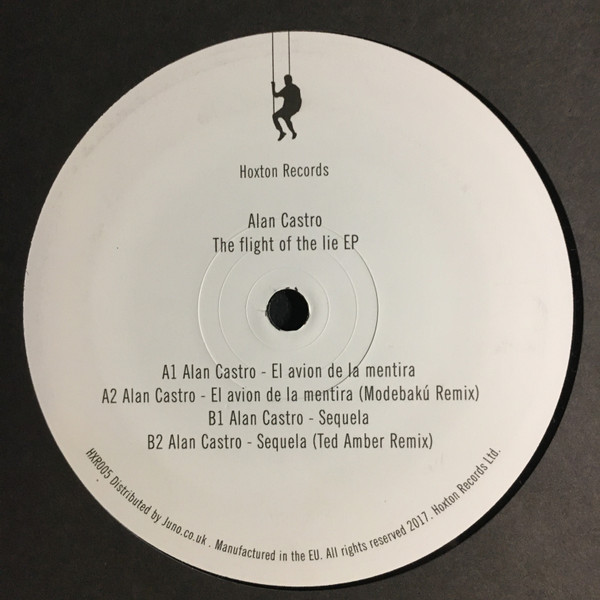 Hoxton Records
Alan Castro
The flight of the lie EP
A1 Alan Castro - El avion de la mentira
A2 Alan Castro - El avion de la mentira (Modebakú Remix)
B1 Alan Castro - Sequela
B2 Alan Castro - Sequela (Ted Amber Remix)
HXR005 Distributed by Juno.co.uk . Manufactured in the EU. All rights reserved 2017. Hoxton Records Ltd.